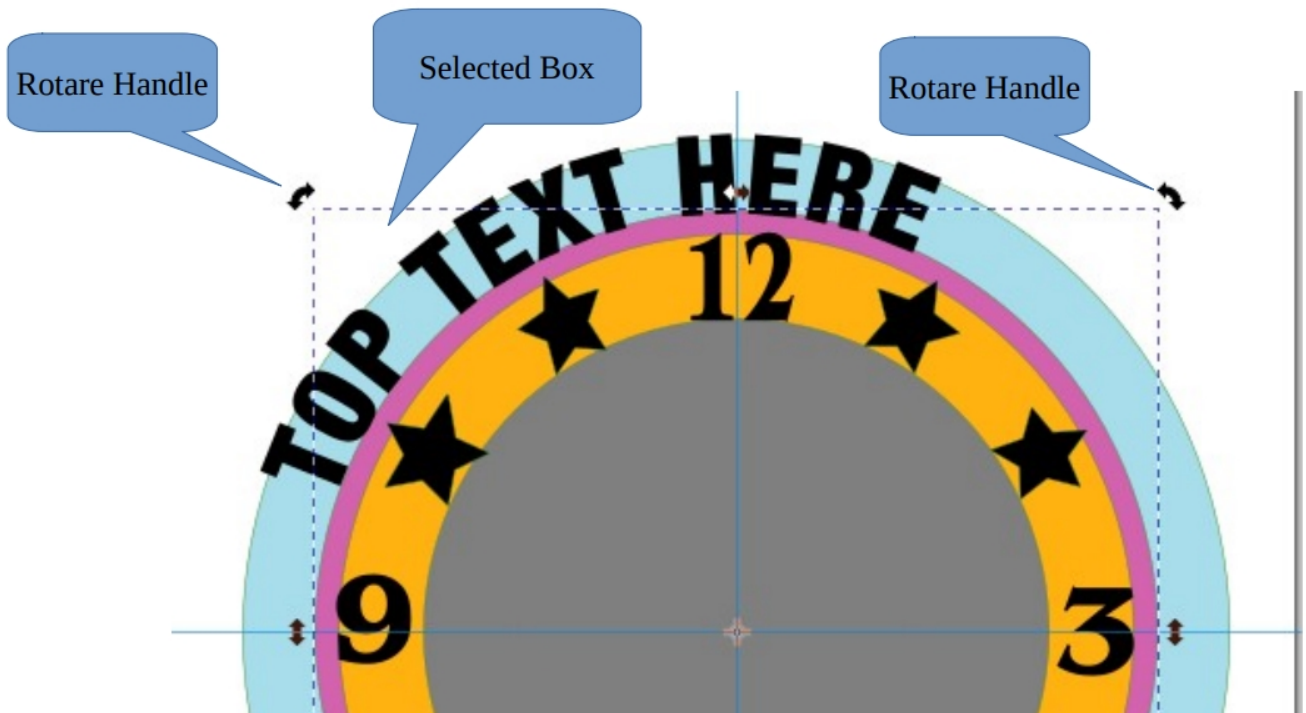 Rotare Handle
Selected Box
Rotare Handle
TOP TEXT HERE
12
9
3